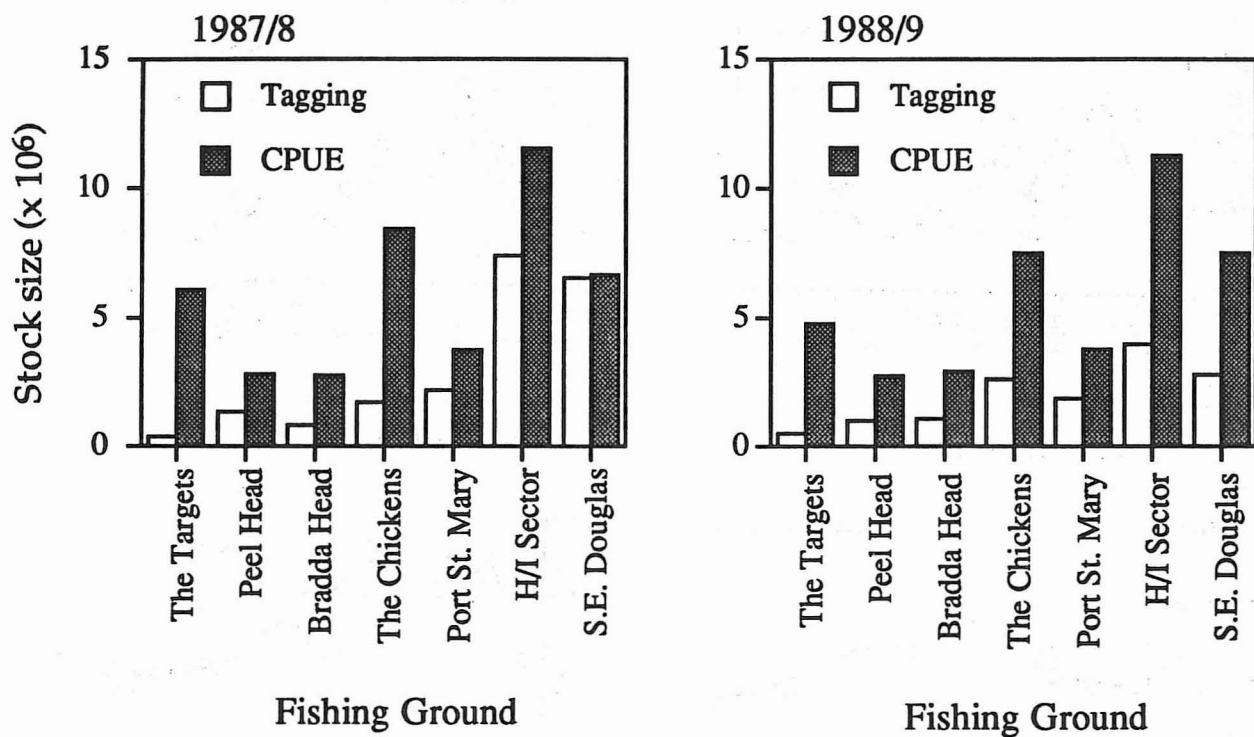 1987/8
15
10
5
0
Stock size (x 10⁶)
Tagging
CPUE
The Targets
Peel Head
Bradda Head
The Chickens
Port St. Mary
H/I Sector
S.E. Douglas
Fishing Ground
1988/9
15
10
5
0
Tagging
CPUE
The Targets
Peel Head
Bradda Head
The Chickens
Port St. Mary
H/I Sector
S.E. Douglas
Fishing Ground